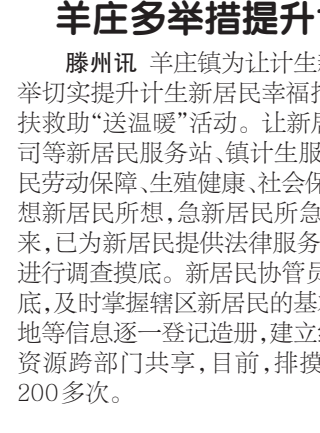 羊庄多举措提升
滕州讯 羊庄镇为让计生
举切实提升计生新居民幸福
扶救助“送温暖”活动。让新
司等新居民服务站、镇计生服
民劳动保障、生殖健康、社会保
想新居民所想,急新居民所急
来,已为新居民提供法律服务
进行调查摸底。新居民协管员
底,及时掌握辖区新居民的基
地等信息逐一登记造册,建立
资源跨部门共享,目前,排摸
200多次。